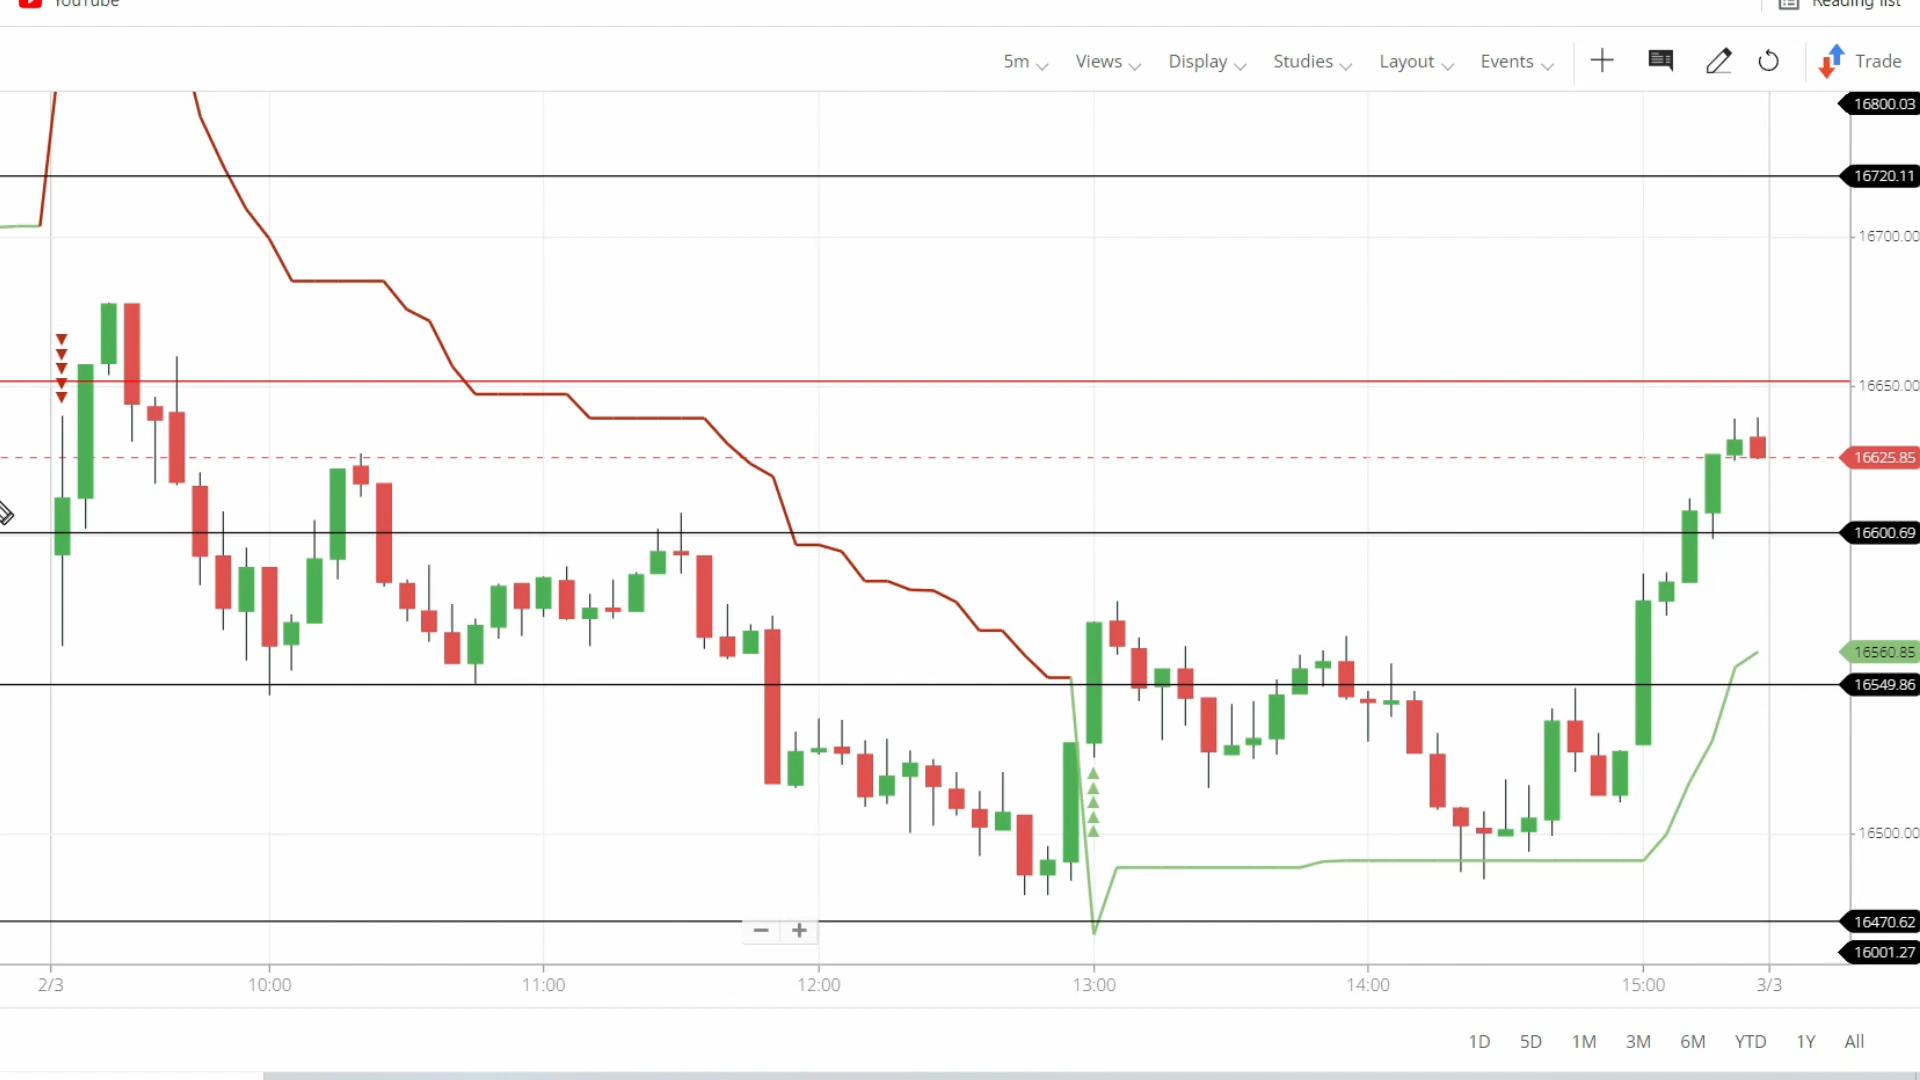 YouTube
Reading list
5m Views Display Studies Layout Events Trade
16800.03
16720.11
16700.00
16650.00
16625.85
16600.69
16560.85
16549.86
16500.00
16470.62
16001.27
2/3 10:00 11:00 12:00 13:00 14:00 15:00 3/3
1D 5D 1M 3M 6M YTD 1Y All